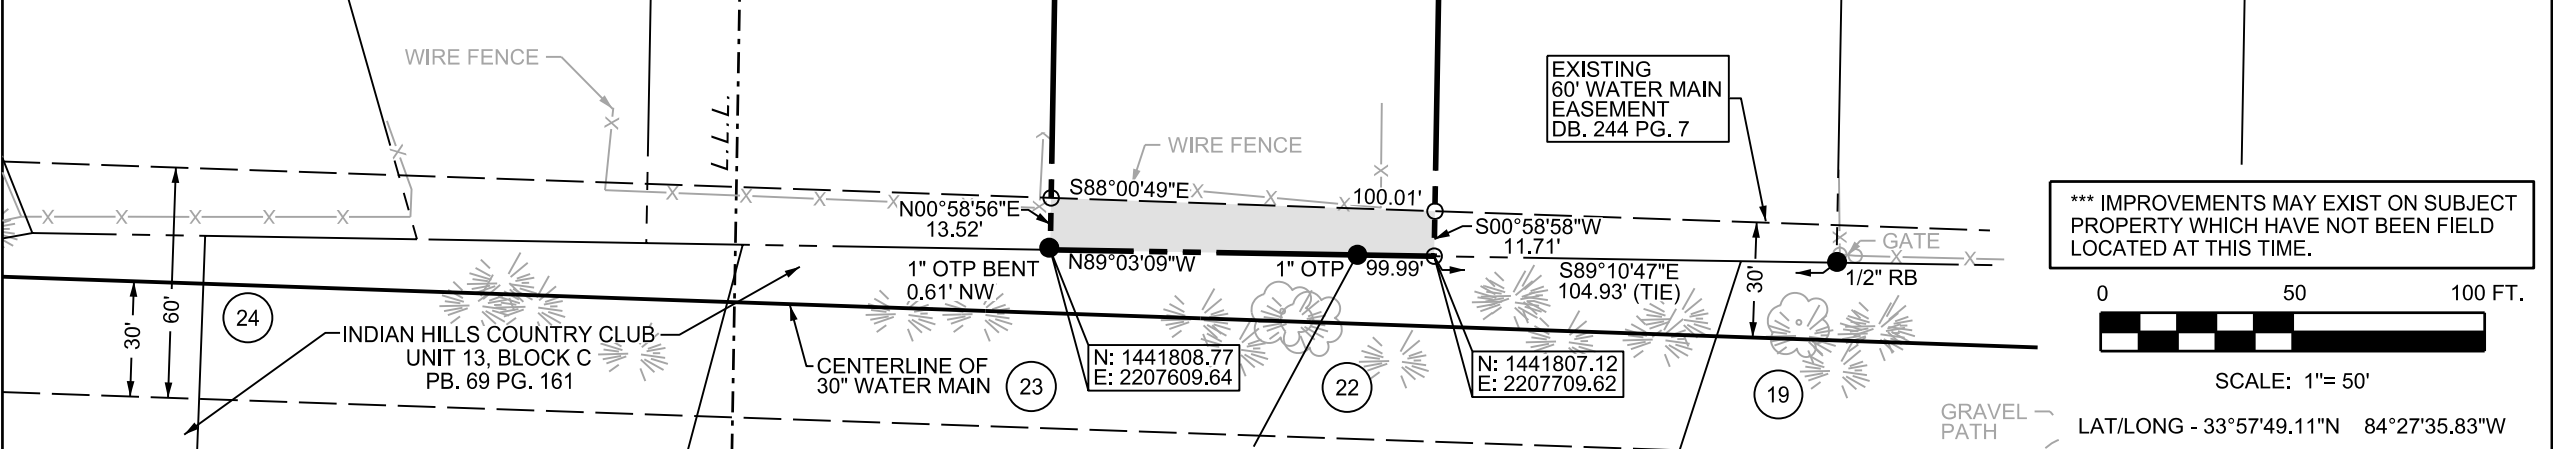 WIRE FENCE
L.L.L.
WIRE FENCE
EXISTING
60' WATER MAIN
EASEMENT
DB. 244 PG. 7
S88°00'49"E
100.01'
N00°58'56"E
13.52'
S00°58'58"W
11.71'
*** IMPROVEMENTS MAY EXIST ON SUBJECT
PROPERTY WHICH HAVE NOT BEEN FIELD
LOCATED AT THIS TIME.
GATE
1" OTP BENT
0.61' NW
N89°03'09"W
1" OTP
99.99'
S89°10'47"E
104.93' (TIE)
30'
1/2" RB
0 50 100 FT.
SCALE: 1"= 50'
LAT/LONG - 33°57'49.11"N 84°27'35.83"W
30'
60'
24
INDIAN HILLS COUNTRY CLUB
UNIT 13, BLOCK C
PB. 69 PG. 161
CENTERLINE OF
30" WATER MAIN
23
N: 1441808.77
E: 2207609.64
22
N: 1441807.12
E: 2207709.62
19
GRAVEL
PATH